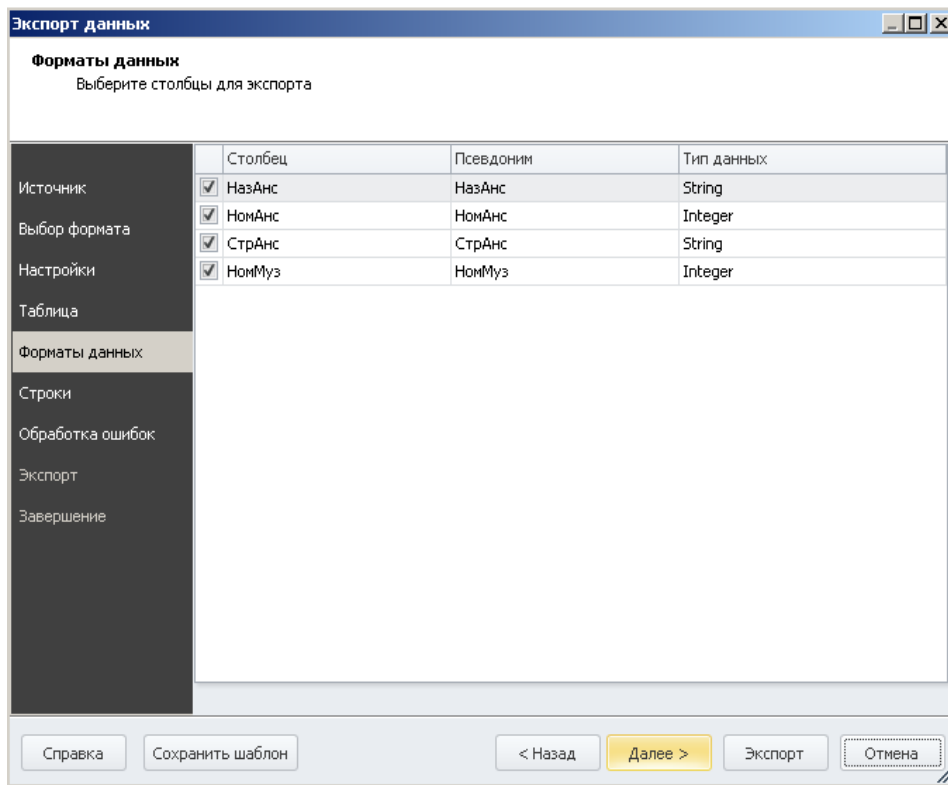 Экспорт данных
Форматы данных
Выберите столбцы для экспорта
Источник
Выбор формата
Настройки
Таблица
Форматы данных
Строки
Обработка ошибок
Экспорт
Завершение
Столбец Псевдоним Тип данных
НазАнс НазАнс String
НомАнс НомАнс Integer
СтрАнс СтрАнс String
НомМуз НомМуз Integer
Справка Сохранить шаблон < Назад Далее > Экспорт Отмена